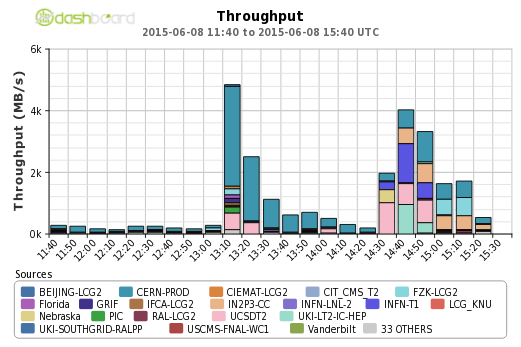 dashboard
Throughput
2015-06-08 11:40 to 2015-06-08 15:40 UTC
Throughput (MB/s)
6k
4k
2k
0k
11:40 11:50 12:00 12:10 12:20 12:30 12:40 12:50 13:00 13:10 13:20 13:30 13:40 13:50 14:00 14:10 14:20 14:30 14:40 14:50 15:00 15:10 15:20 15:30
Sources
BEIJING-LCG2 CERN-PROD CIEMAT-LCG2 CIT_CMS_T2 FZK-LCG2
Florida GRIF IFCA-LCG2 IN2P3-CC INFN-LNL-2 INFN-T1 LCG_KNU
Nebraska PIC RAL-LCG2 UCSDT2 UKI-LT2-IC-HEP
UKI-SOUTHGRID-RALPP USCMS-FNAL-WC1 Vanderbilt 33 OTHERS